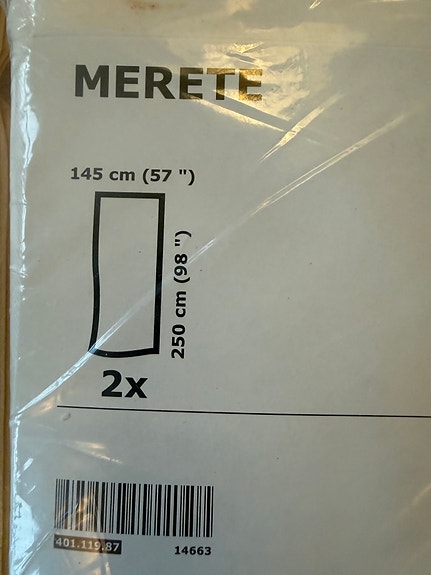 MERETE
145 cm (57 ")
250 cm (98 ")
2x
401.119.87
14663